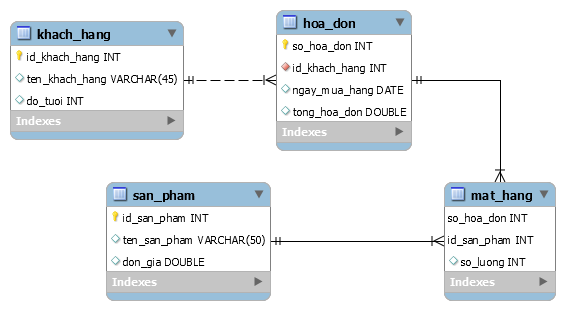 khach_hang
id_khach_hang INT
ten_khach_hang VARCHAR(45)
do_tuoi INT
Indexes
hoa_don
so_hoa_don INT
id_khach_hang INT
ngay_mua_hang DATE
tong_hoa_don DOUBLE
Indexes
san_pham
id_san_pham INT
ten_san_pham VARCHAR(50)
don_gia DOUBLE
Indexes
mat_hang
so_hoa_don INT
id_san_pham INT
so_luong INT
Indexes